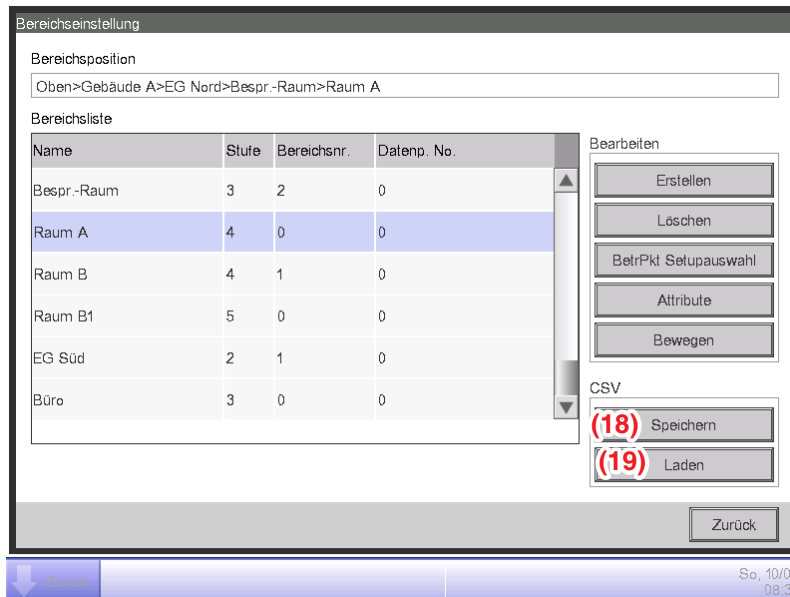 Bereichseinstellung
Bereichsposition
Oben>Gebäude A>EG Nord>Bespr.-Raum>Raum A
Bereichsliste
Name Stufe Bereichsnr. Datenp. No.
Bespr.-Raum 3 2 0
Raum A 4 0 0
Raum B 4 1 0
Raum B1 5 0 0
EG Süd 2 1 0
Büro 3 0 0
Bearbeiten
Erstellen
Löschen
BetrPkt Setupauswahl
Attribute
Bewegen
CSV
(18) Speichern
(19) Laden
Zurück
Zurück
So, 10/0
08:3